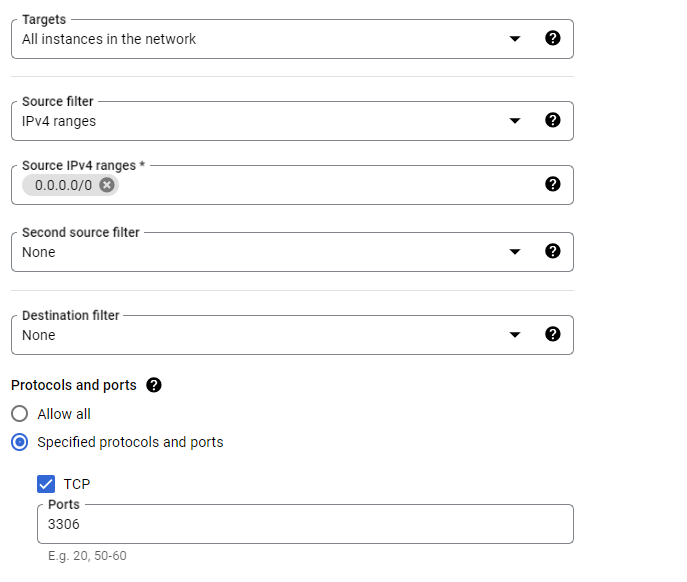 Targets
All instances in the network
Source filter
IPv4 ranges
Source IPv4 ranges *
0.0.0.0/0
Second source filter
None
Destination filter
None
Protocols and ports
Allow all
Specified protocols and ports
TCP
Ports
3306
E.g. 20, 50-60